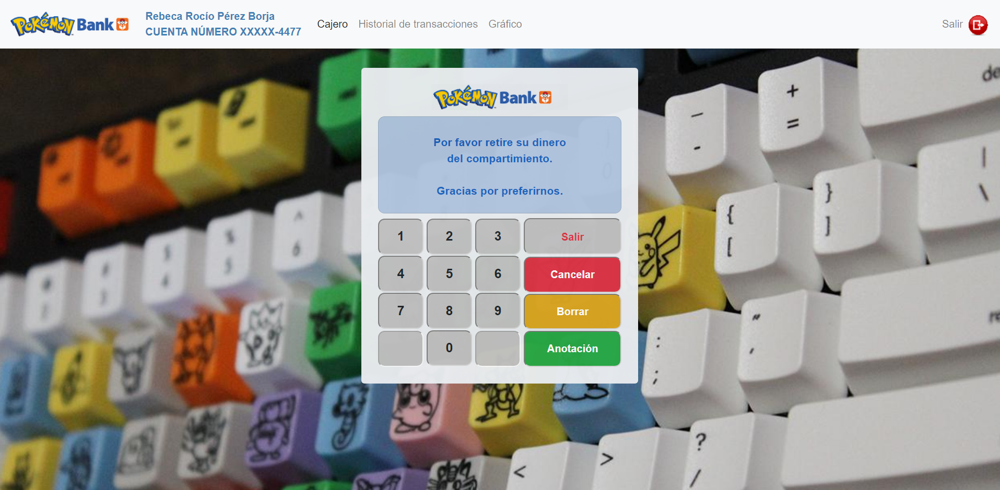 Pokémon Bank
Rebeca Rocío Pérez Borja
CUENTA NÚMERO XXXXX-4477
Cajero Historial de transacciones Gráfico
Salir
Pokémon Bank
Por favor retire su dinero
del compartimiento.
Gracias por preferirnos.
1 2 3 Salir
4 5 6 Cancelar
7 8 9 Borrar
0 Anotación
+
=
{
[
}
]
|
\
:
;
"
'
<
>
?
/